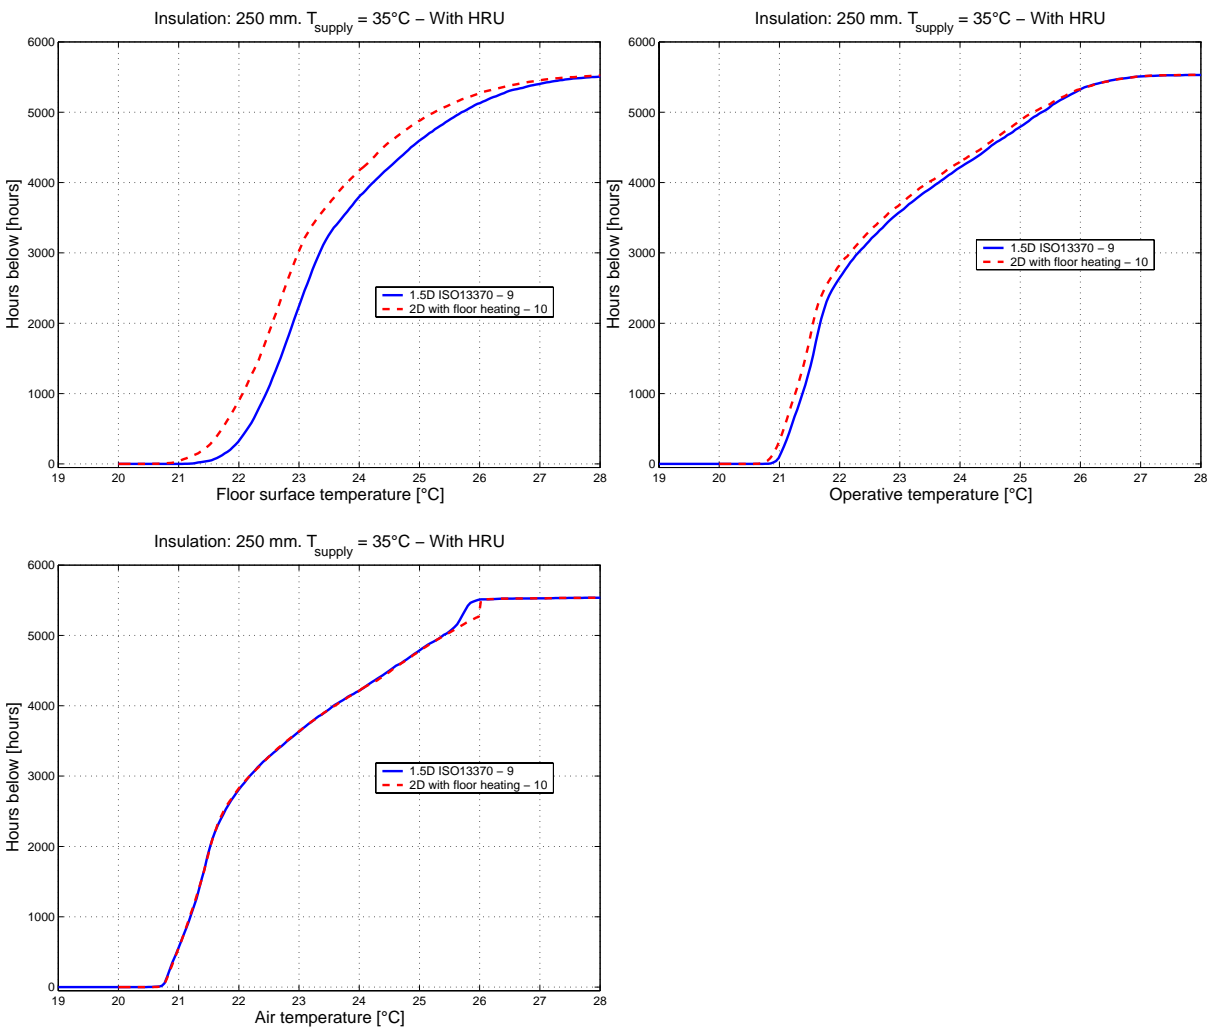 Insulation: 250 mm. Tsupply = 35°C – With HRU
6000
5000
4000
3000
2000
1000
0
Hours below [hours]
1.5D ISO13370 – 9
2D with floor heating – 10
19 20 21 22 23 24 25 26 27 28
Floor surface temperature [°C]
Insulation: 250 mm. Tsupply = 35°C – With HRU
6000
5000
4000
3000
2000
1000
0
Hours below [hours]
1.5D ISO13370 – 9
2D with floor heating – 10
19 20 21 22 23 24 25 26 27 28
Operative temperature [°C]
Insulation: 250 mm. Tsupply = 35°C – With HRU
6000
5000
4000
3000
2000
1000
0
Hours below [hours]
1.5D ISO13370 – 9
2D with floor heating – 10
19 20 21 22 23 24 25 26 27 28
Air temperature [°C]